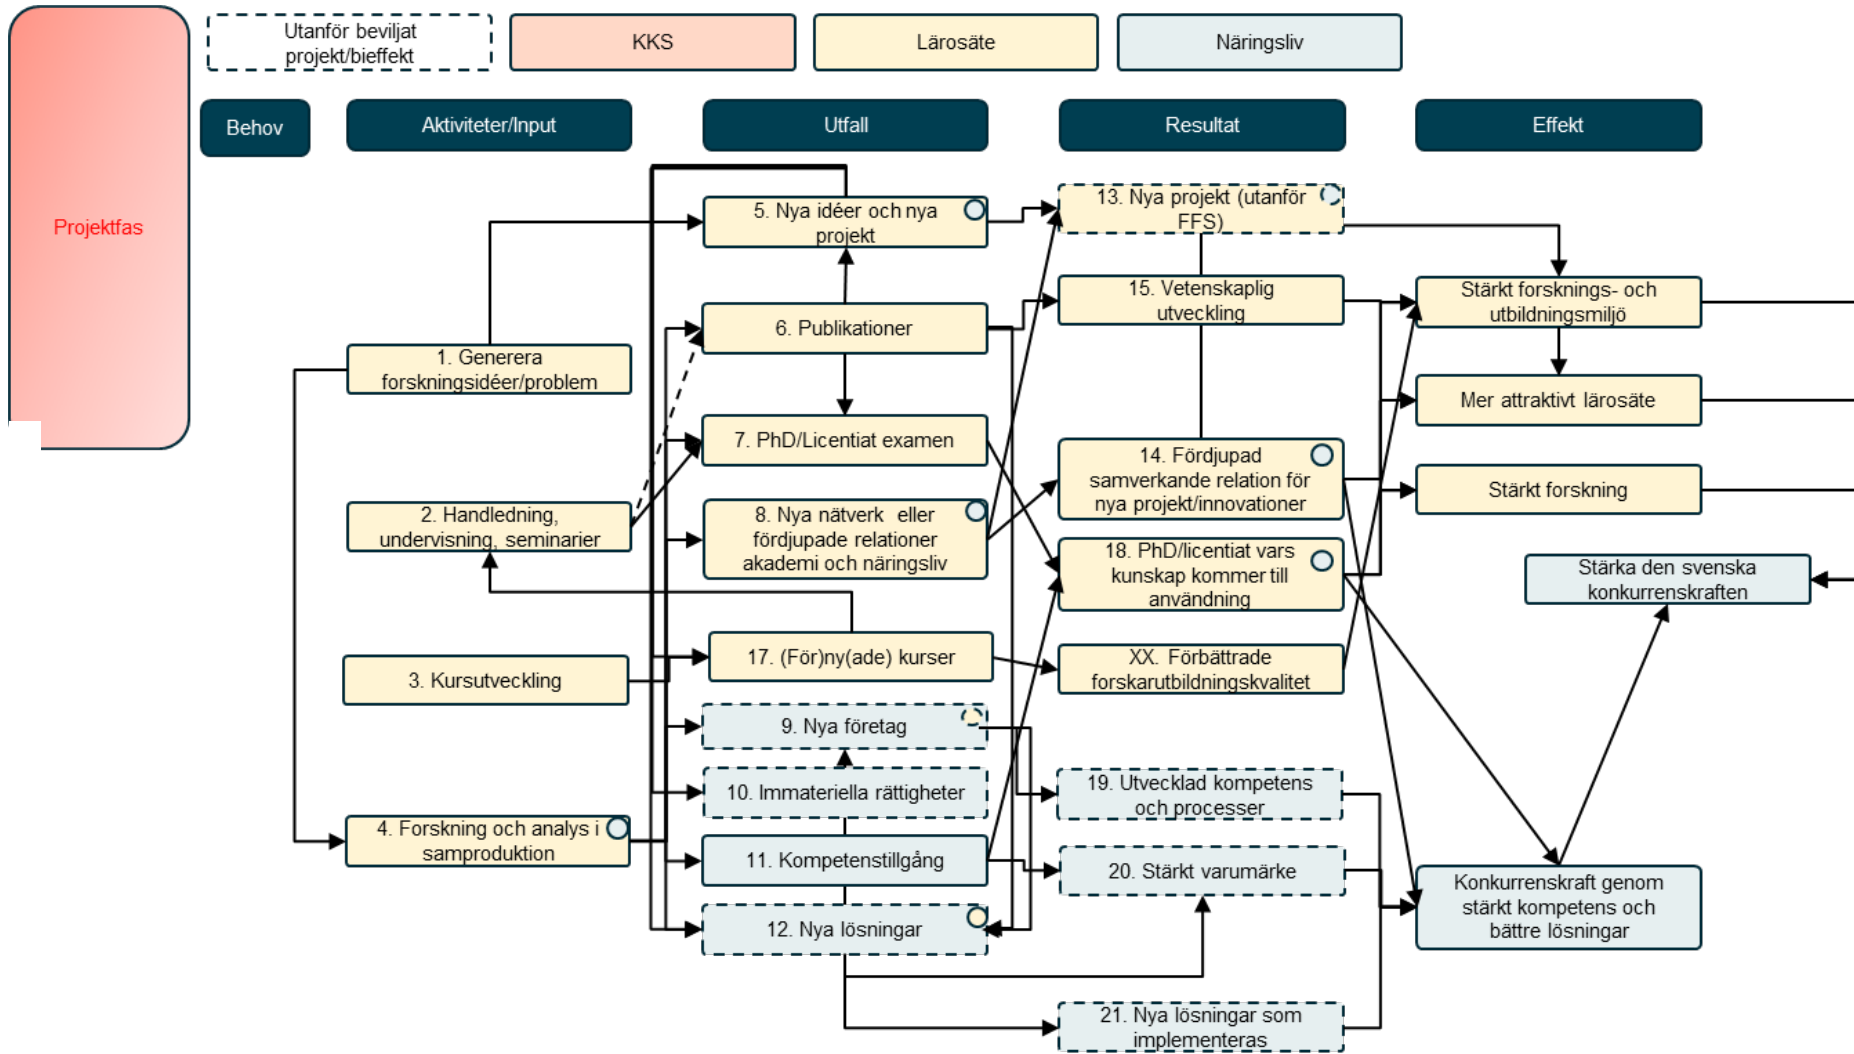 Utanför beviljat
projekt/bieffekt
KKS
Lärosäte
Näringsliv
Projektfas
Behov
Aktiviteter/Input
Utfall
Resultat
Effekt
1. Generera
forskningsidéer/problem
2. Handledning,
undervisning, seminarier
3. Kursutveckling
4. Forskning och analys i
samproduktion
5. Nya idéer och nya
projekt
6. Publikationer
7. PhD/Licentiat examen
8. Nya nätverk eller
fördjupade relationer
akademi och näringsliv
17. (För)ny(ade) kurser
9. Nya företag
10. Immateriella rättigheter
11. Kompetenstillgång
12. Nya lösningar
13. Nya projekt (utanför
FFS)
15. Vetenskaplig
utveckling
14. Fördjupad
samverkande relation för
nya projekt/innovationer
18. PhD/licentiat vars
kunskap kommer till
användning
XX. Förbättrade
forskarutbildningskvalitet
19. Utvecklad kompetens
och processer
20. Stärkt varumärke
21. Nya lösningar som
implementeras
Stärkt forsknings- och
utbildningsmiljö
Mer attraktivt lärosäte
Stärkt forskning
Stärka den svenska
konkurrenskraften
Konkurrenskraft genom
stärkt kompetens och
bättre lösningar